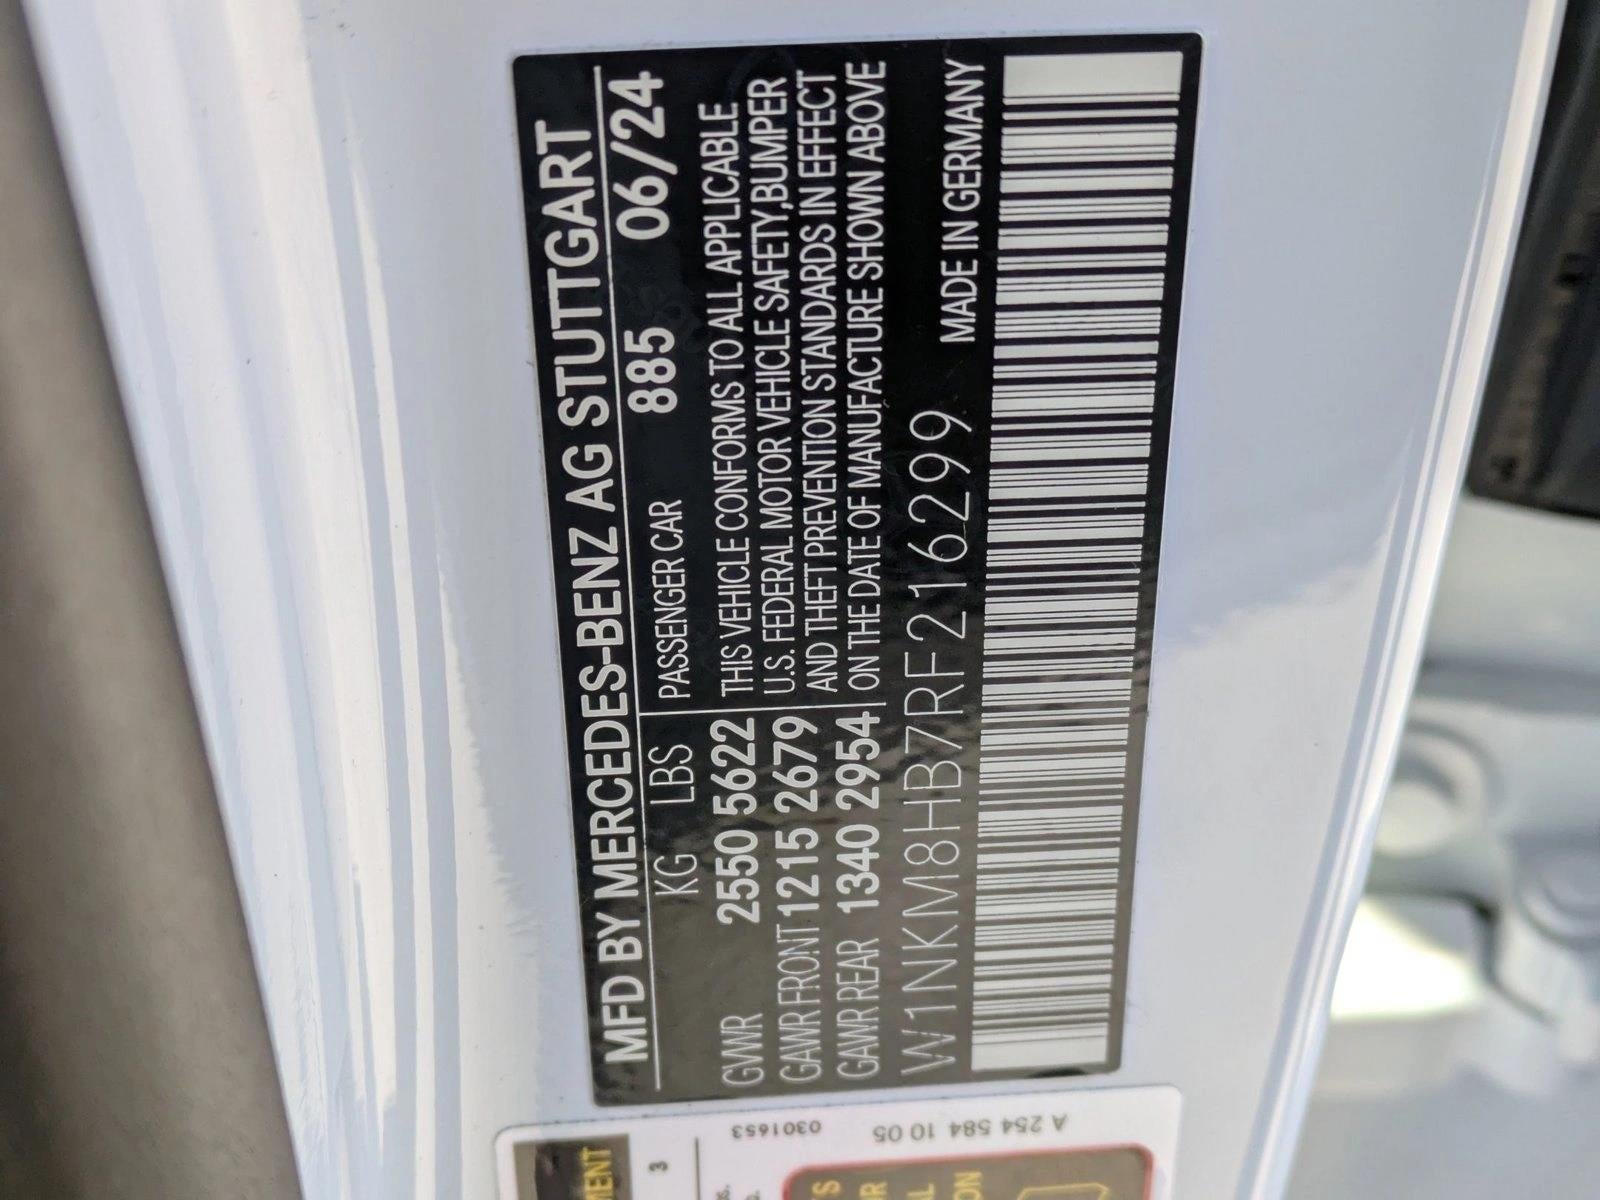 MFD BY MERCEDES-BENZ AG STUTTGART
KG LBS PASSENGER CAR 885 06/24
GVWR 2550 5622 THIS VEHICLE CONFORMS TO ALL APPLICABLE
GAWR FRONT 1215 2679 U.S. FEDERAL MOTOR VEHICLE SAFETY,BUMPER
AND THEFT PREVENTION STANDARDS IN EFFECT
GAWR REAR 1340 2954 ON THE DATE OF MANUFACTURE SHOWN ABOVE
W1NKM8HB7RF216299 MADE IN GERMANY
0301653
A 254 584 10 05
3